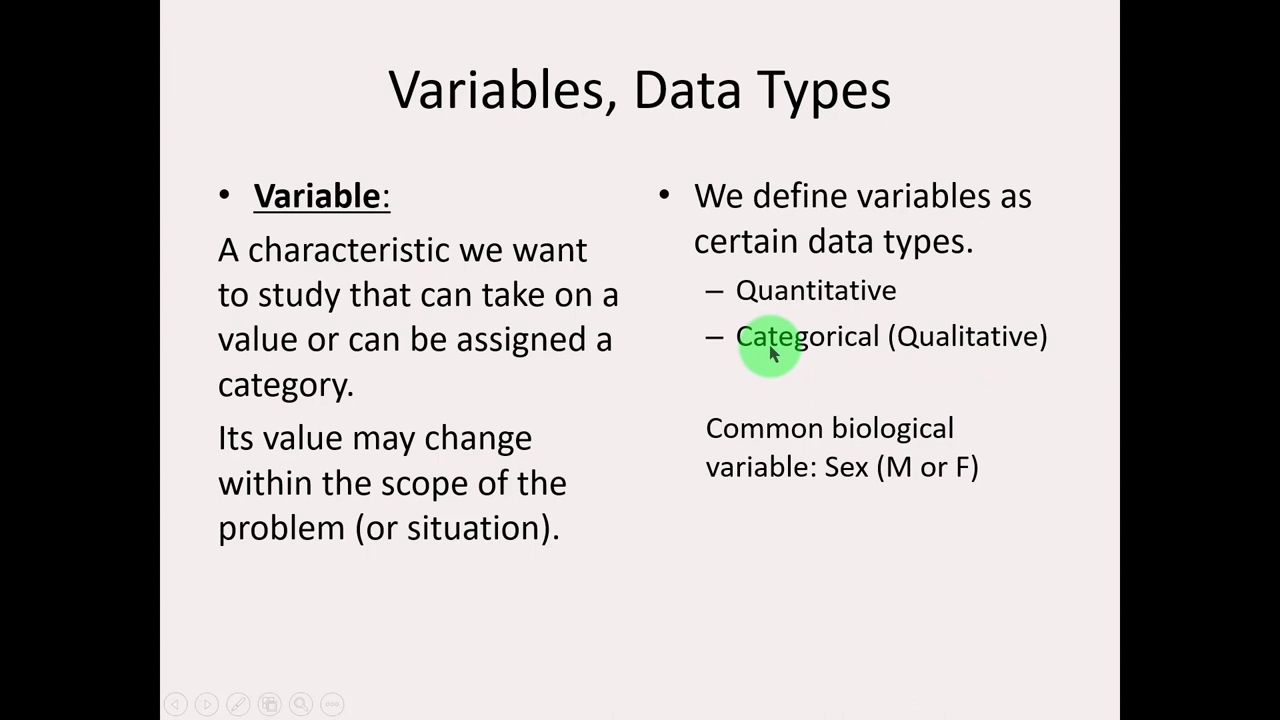 Variables, Data Types
• Variable:
A characteristic we want
to study that can take on a
value or can be assigned a
category.
Its value may change
within the scope of the
problem (or situation).
• We define variables as
certain data types.
– Quantitative
– Categorical (Qualitative)
Common biological
variable: Sex (M or F)